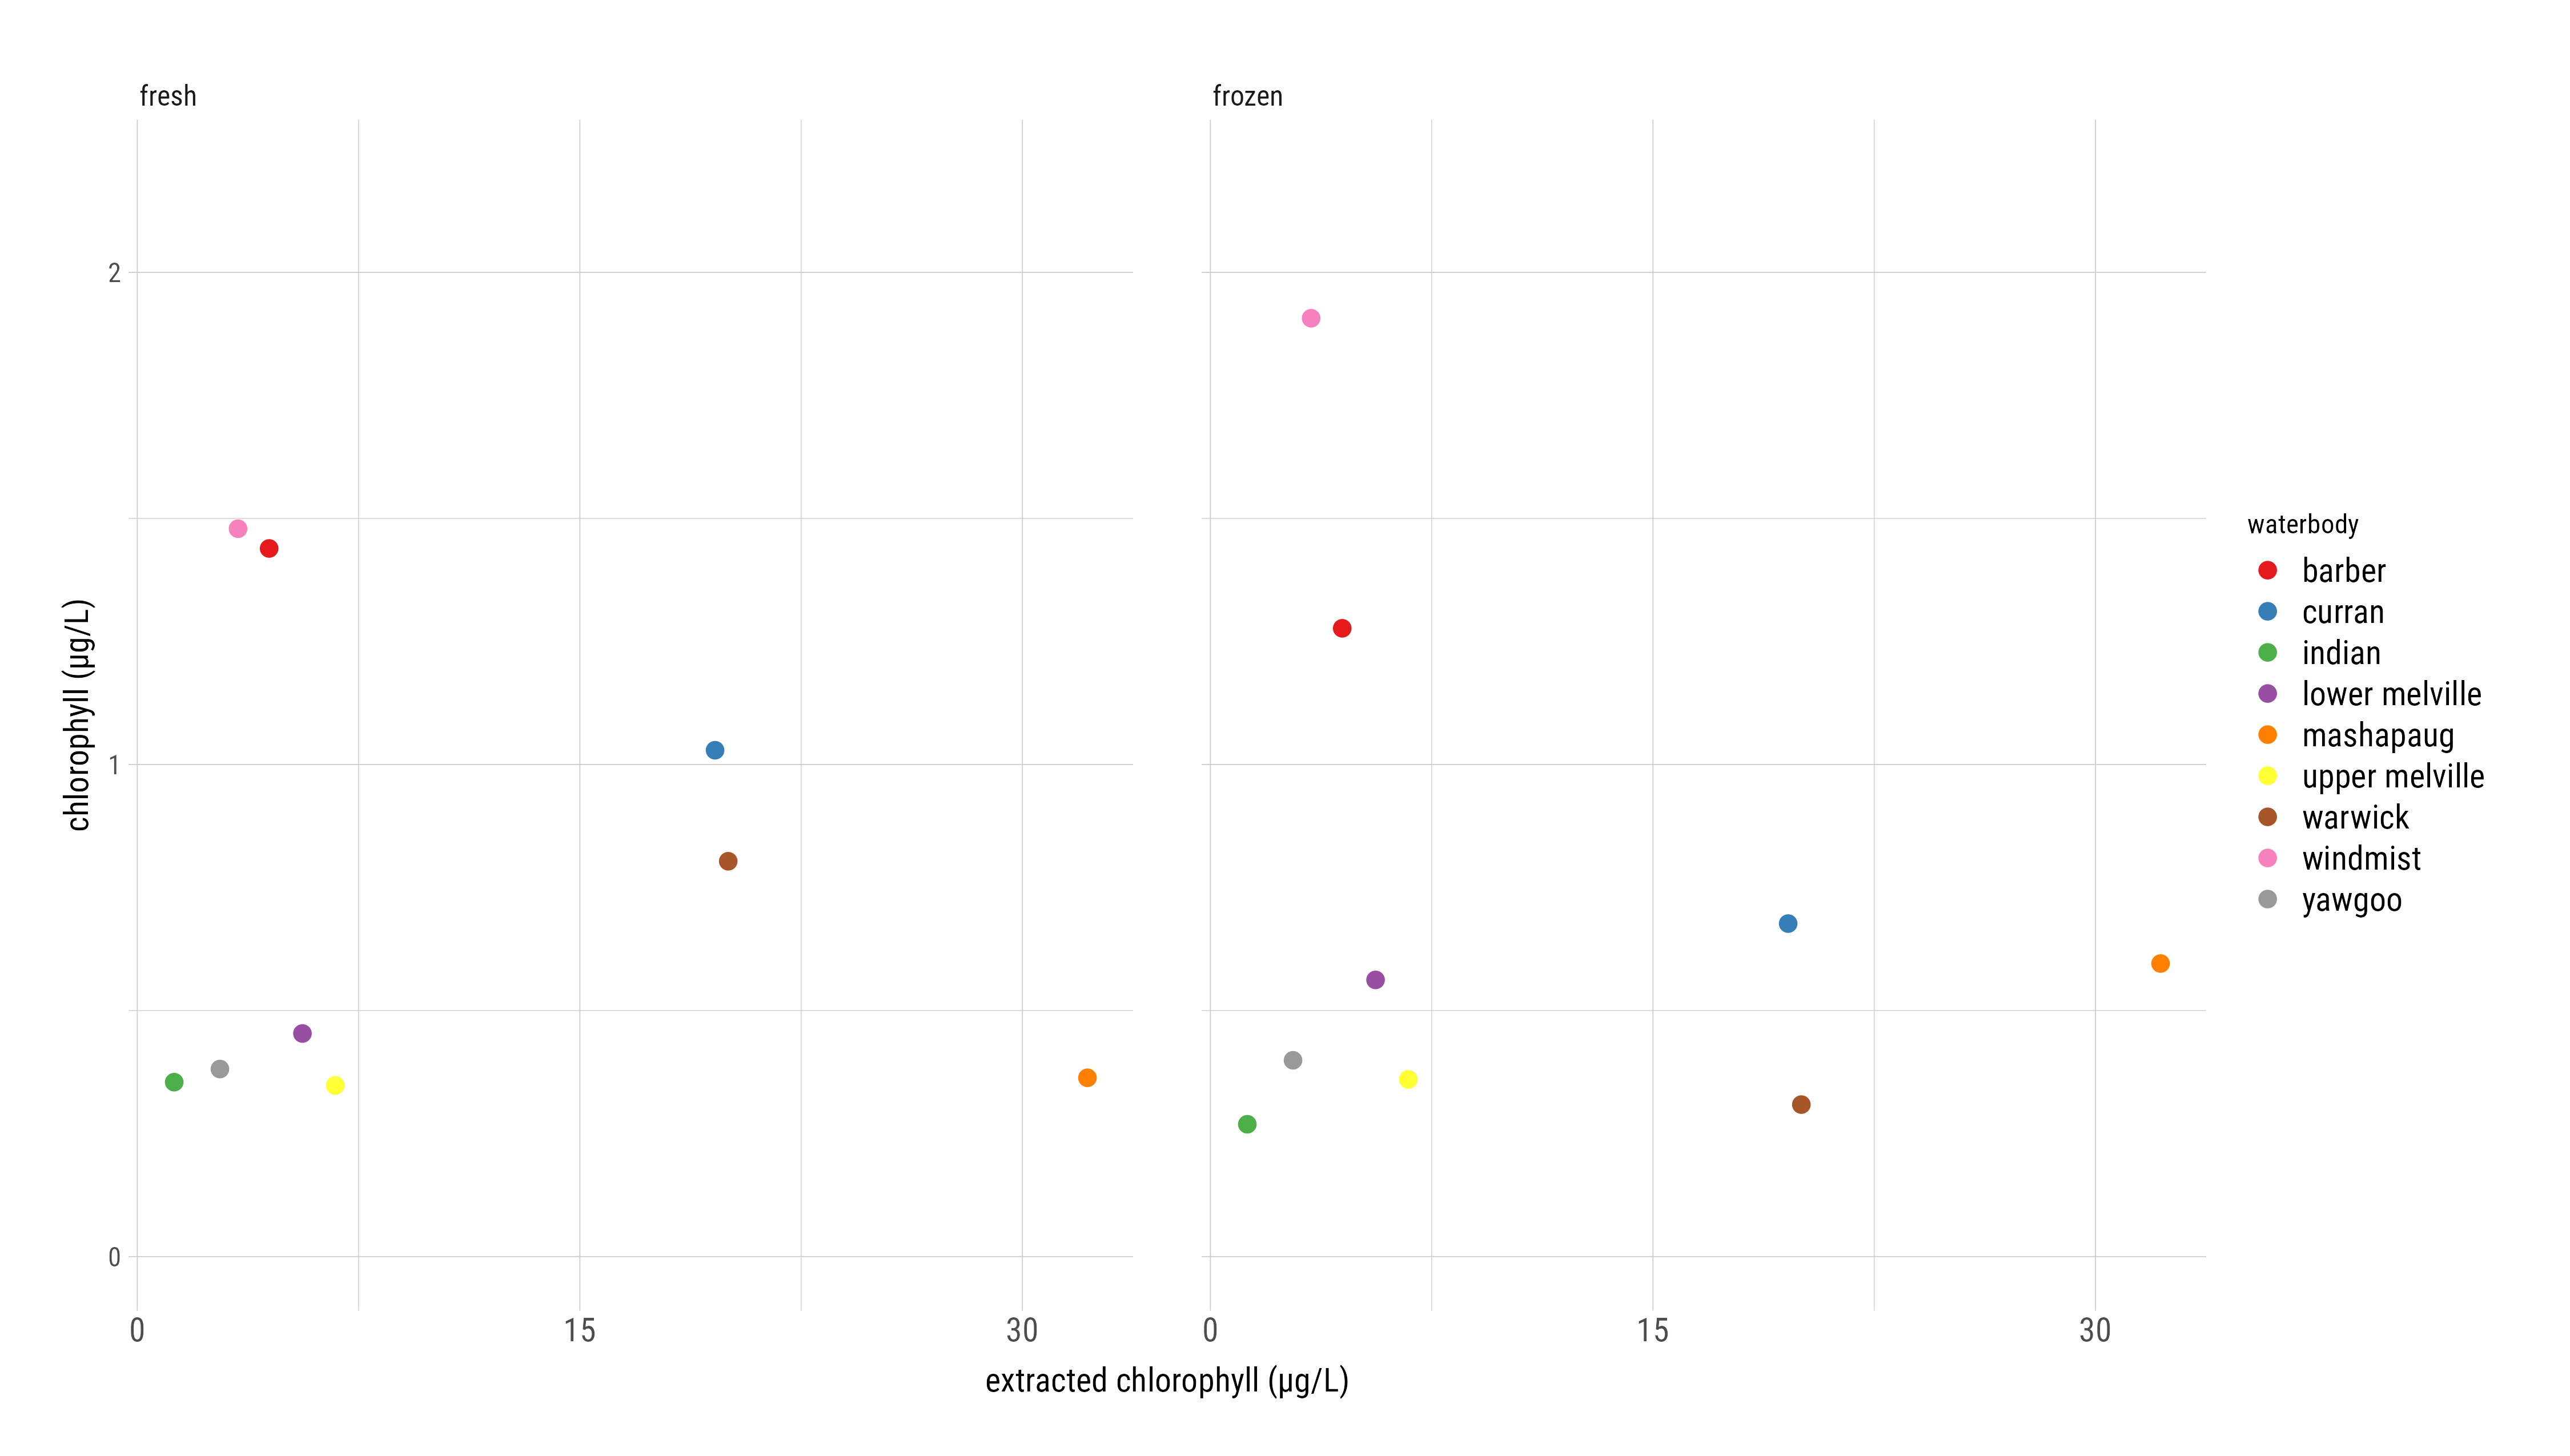 fresh
frozen
2
1
0
chlorophyll (µg/L)
0
15
30
0
15
30
extracted chlorophyll (µg/L)
waterbody
barber
curran
indian
lower melville
mashapaug
upper melville
warwick
windmist
yawgoo